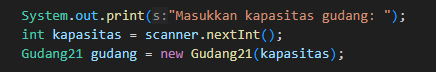 System.out.print(s:"Masukkan kapasitas gudang: ");
int kapasitas = scanner.nextInt();
Gudang21 gudang = new Gudang21(kapasitas);